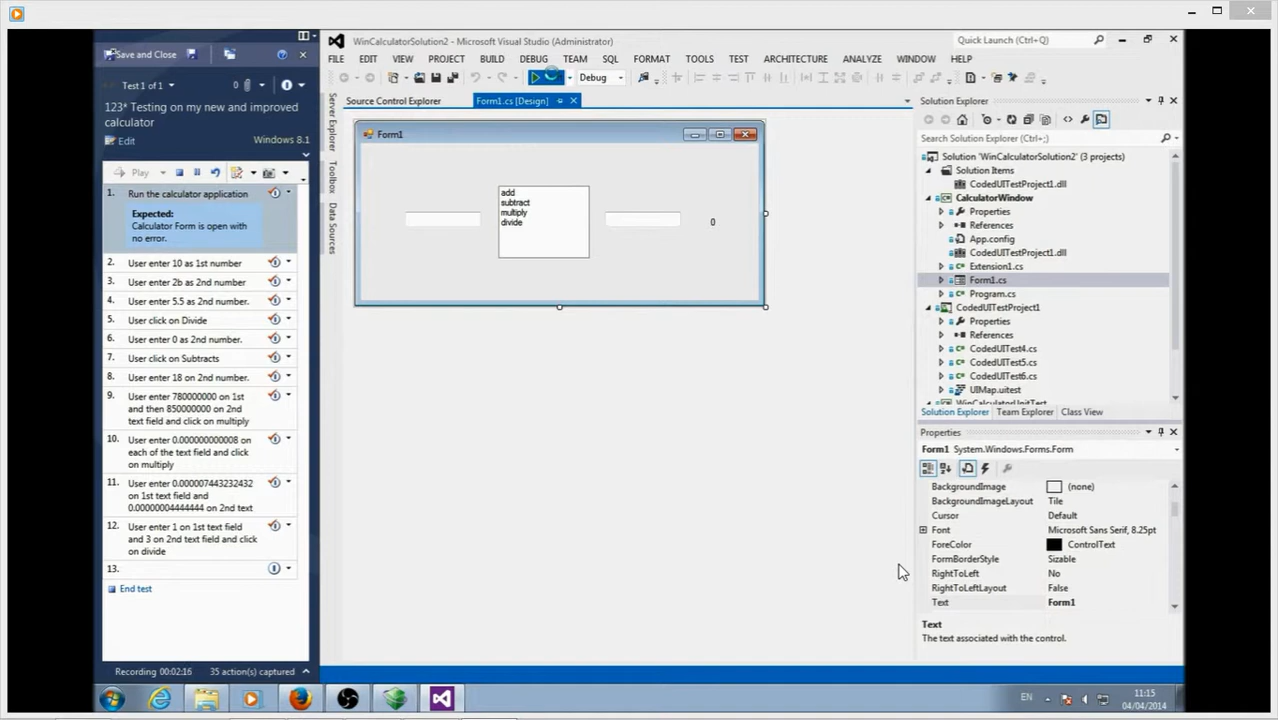 Save and Close
Test 1 of 1
0
123* Testing on my new and improved
calculator
Edit
Windows 8.1
Play
1. Run the calculator application
Expected:
Calculator Form is open with
no error.
2. User enter 10 as 1st number
3. User enter 2b as 2nd number
4. User enter 5.5 as 2nd number.
5. User click on Divide
6. User enter 0 as 2nd number.
7. User click on Subtracts
8. User enter 18 on 2nd number.
9. User enter 780000000 on 1st
and then 850000000 on 2nd
text field and click on multiply
10. User enter 0.000000000008 on
each of the text field and click
on multiply
11. User enter 0.000007443232432
on 1st text field and
0.00000004444444 on 2nd text
12. User enter 1 on 1st text field
and 3 on 2nd text field and click
on divide
13.
End test
Recording 00:02:16 35 action(s) captured
WinCalculatorSolution2 - Microsoft Visual Studio (Administrator)
Quick Launch (Ctrl+Q)
FILE EDIT VIEW PROJECT BUILD DEBUG TEAM SQL FORMAT TOOLS TEST ARCHITECTURE ANALYZE WINDOW HELP
Debug
Server Explorer
Toolbox
Data Sources
Source Control Explorer
Form1.cs [Design]
Form1
add
subtract
multiply
divide
0
Solution Explorer
Search Solution Explorer (Ctrl+;)
Solution 'WinCalculatorSolution2' (3 projects)
Solution Items
CodedUITestProject1.dll
CalculatorWindow
Properties
References
App.config
CodedUITestProject1.dll
Extension1.cs
Form1.cs
Program.cs
CodedUITestProject1
Properties
References
CodedUITest4.cs
CodedUITest5.cs
CodedUITest6.cs
UIMap.uitest
WinCalculatorUnitTest
Solution Explorer Team Explorer Class View
Properties
Form1 System.Windows.Forms.Form
BackgroundImage (none)
BackgroundImageLayout Tile
Cursor Default
Font Microsoft Sans Serif, 8.25pt
ForeColor ControlText
FormBorderStyle Sizable
RightToLeft No
RightToLeftLayout False
Text Form1
Text
The text associated with the control.
EN
11:15
04/04/2014